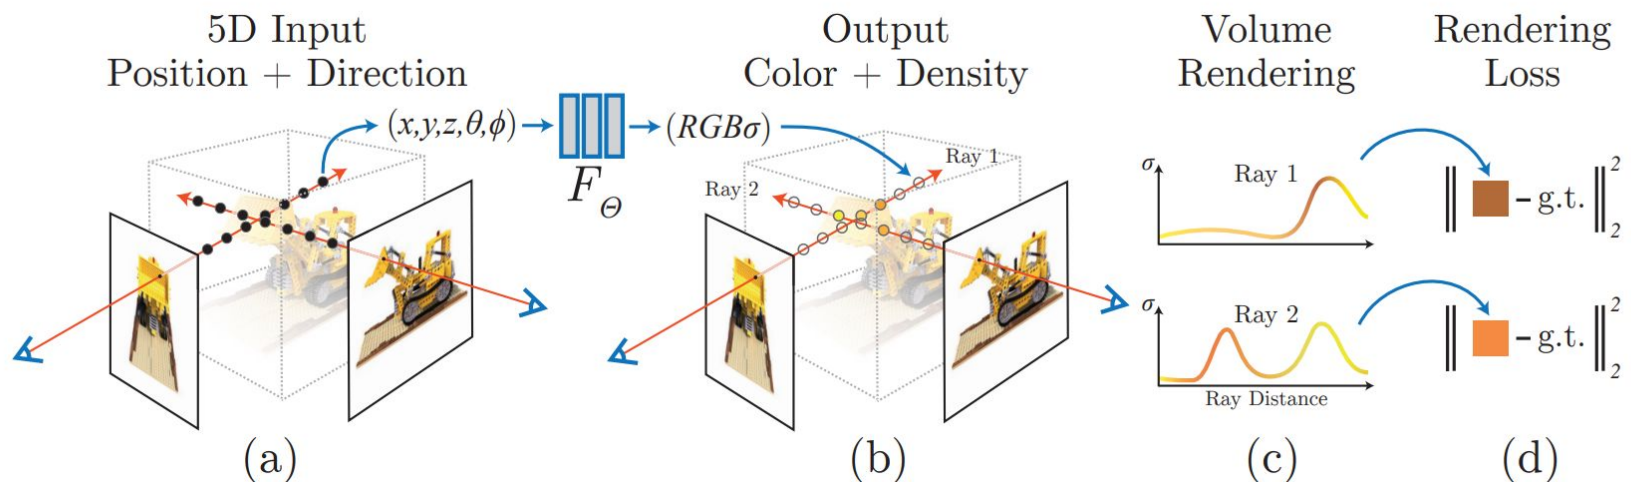 5D Input
Position + Direction
Output
Color + Density
Volume
Rendering
Rendering
Loss
(x,y,z,θ,ϕ)
F_Θ
(RGBσ)
Ray 1
Ray 2
σ
Ray 1
‖ – g.t. ‖²₂
σ
Ray 2
Ray Distance
‖ – g.t. ‖²₂
(a)
(b)
(c)
(d)